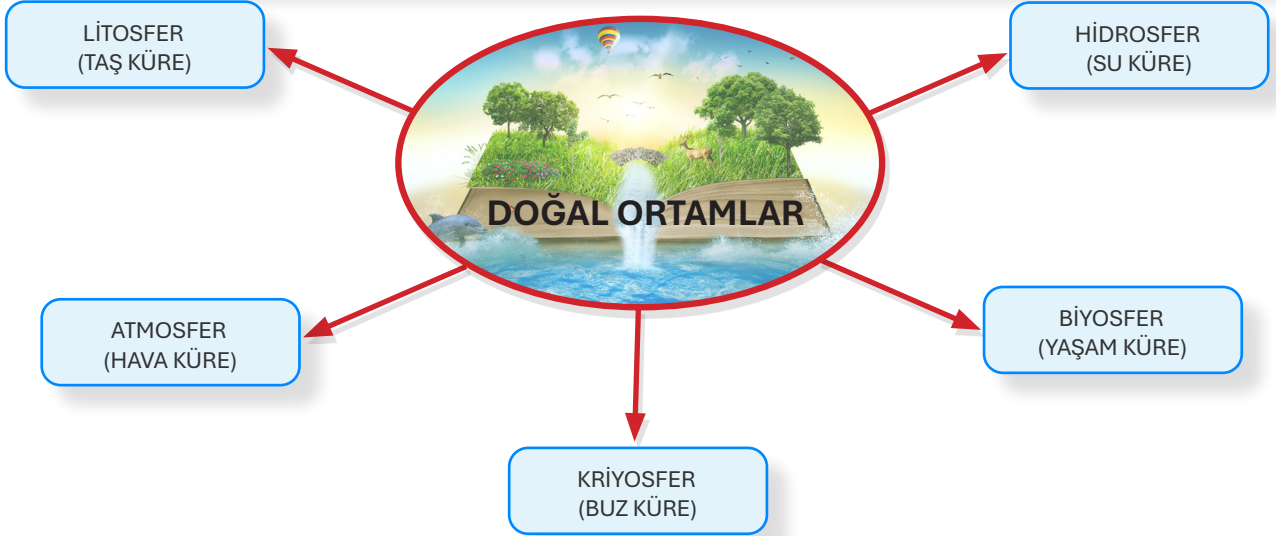 LİTOSFER
(TAŞ KÜRE)
HİDROSFER
(SU KÜRE)
DOĞAL ORTAMLAR
ATMOSFER
(HAVA KÜRE)
BİYOSFER
(YAŞAM KÜRE)
KRİYOSFER
(BUZ KÜRE)